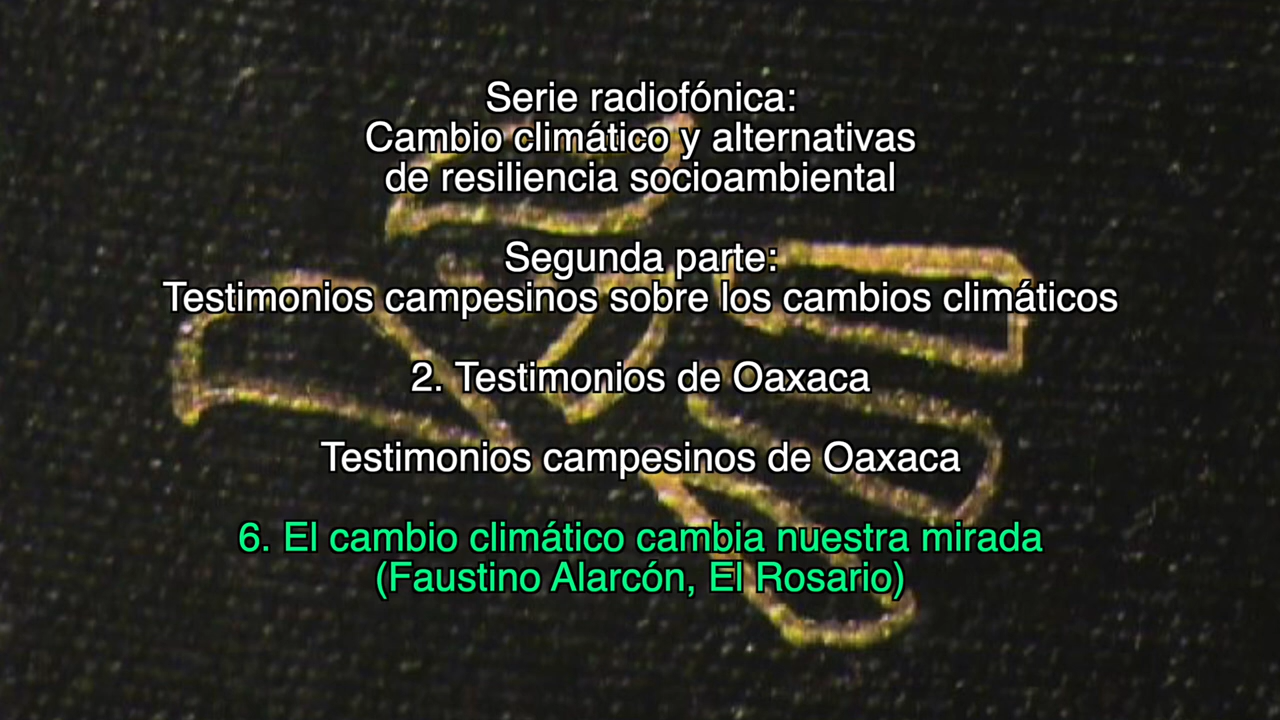 Serie radiofónica:
Cambio climático y alternativas
de resiliencia socioambiental
Segunda parte:
Testimonios campesinos sobre los cambios climáticos
2. Testimonios de Oaxaca
Testimonios campesinos de Oaxaca
6. El cambio climático cambia nuestra mirada
(Faustino Alarcón, El Rosario)